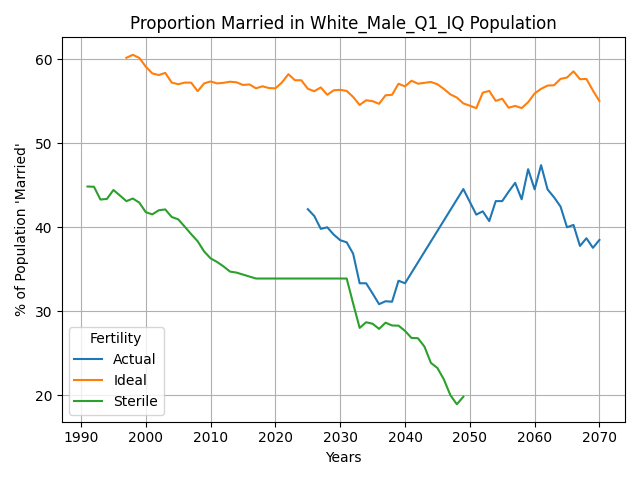 Proportion Married in White_Male_Q1_IQ Population
% of Population 'Married'
60
50
40
30
20
Fertility
Actual
Ideal
Sterile
1990 2000 2010 2020 2030 2040 2050 2060 2070
Years